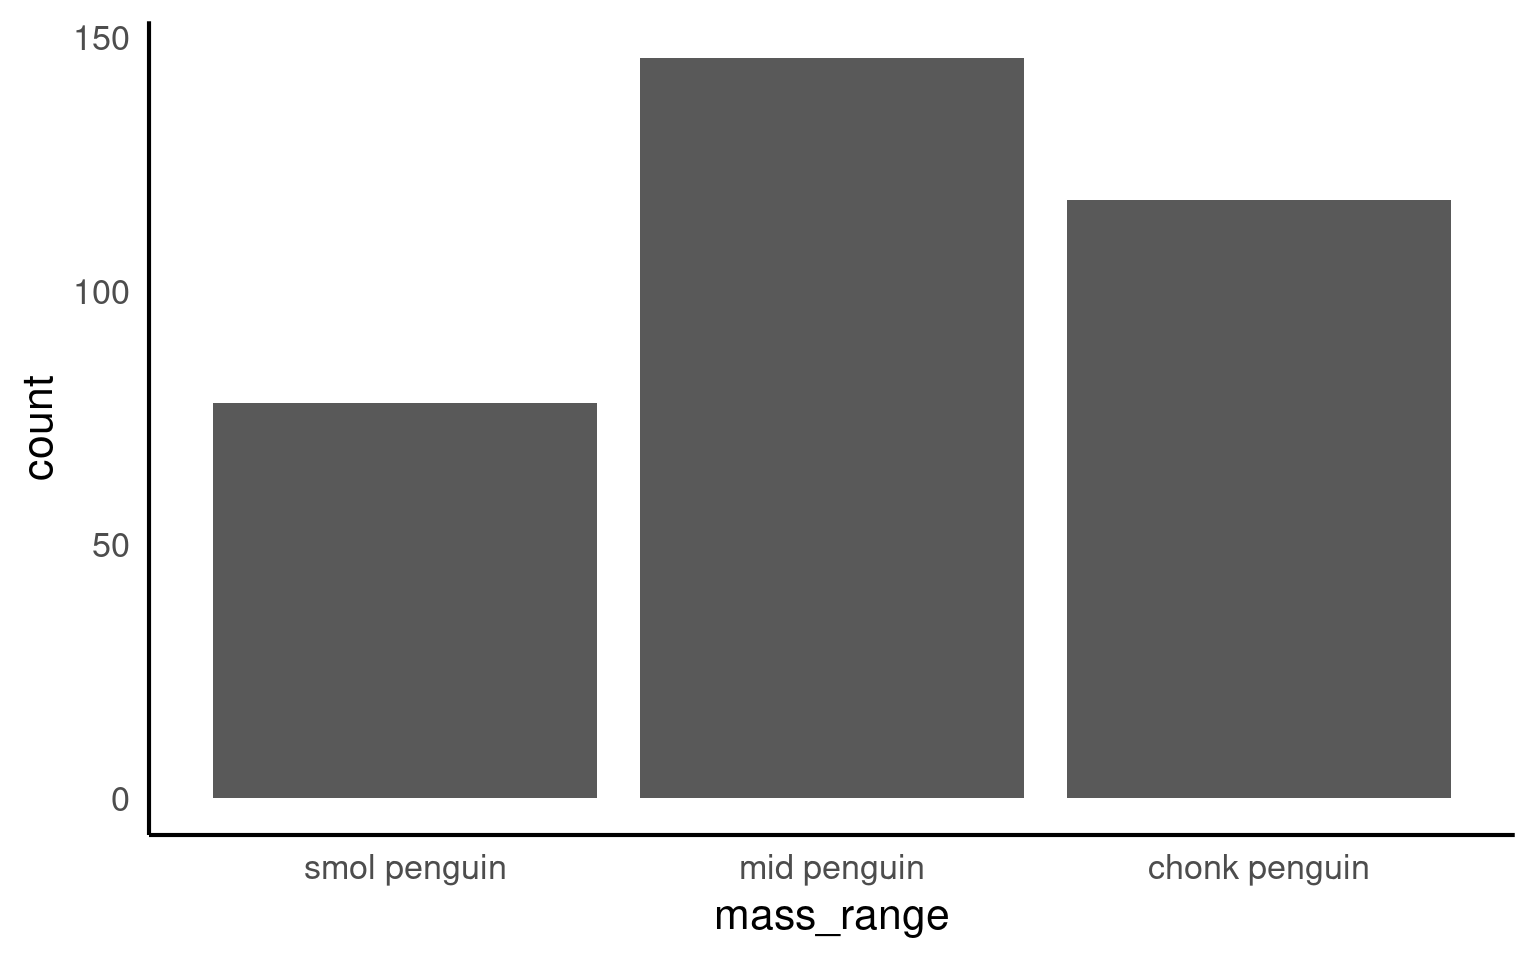 150
100
50
0
count
smol penguin
mid penguin
chonk penguin
mass_range